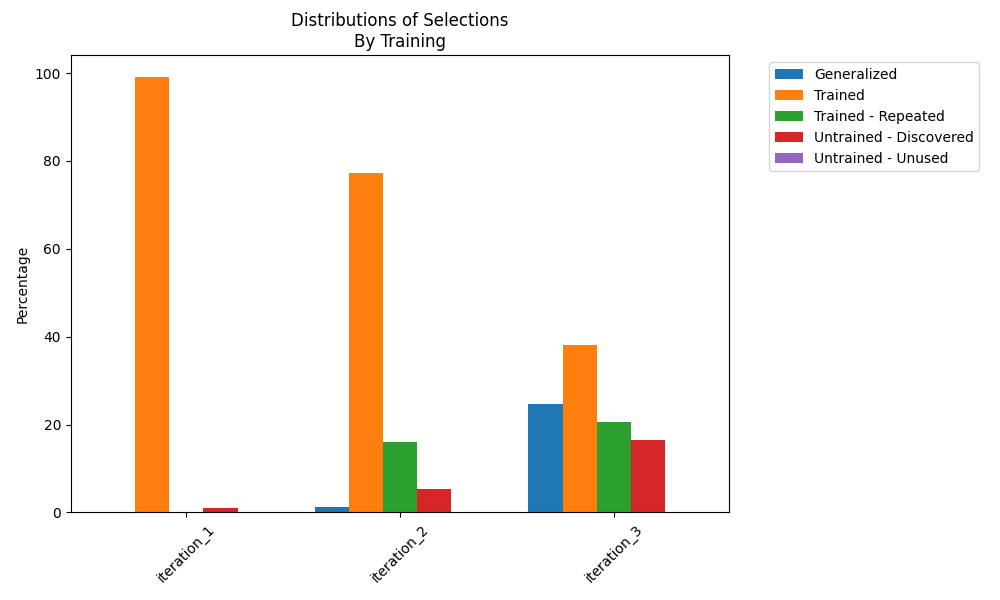 Distributions of Selections
By Training
Percentage
100
80
60
40
20
0
iteration_1
iteration_2
iteration_3
Generalized
Trained
Trained - Repeated
Untrained - Discovered
Untrained - Unused